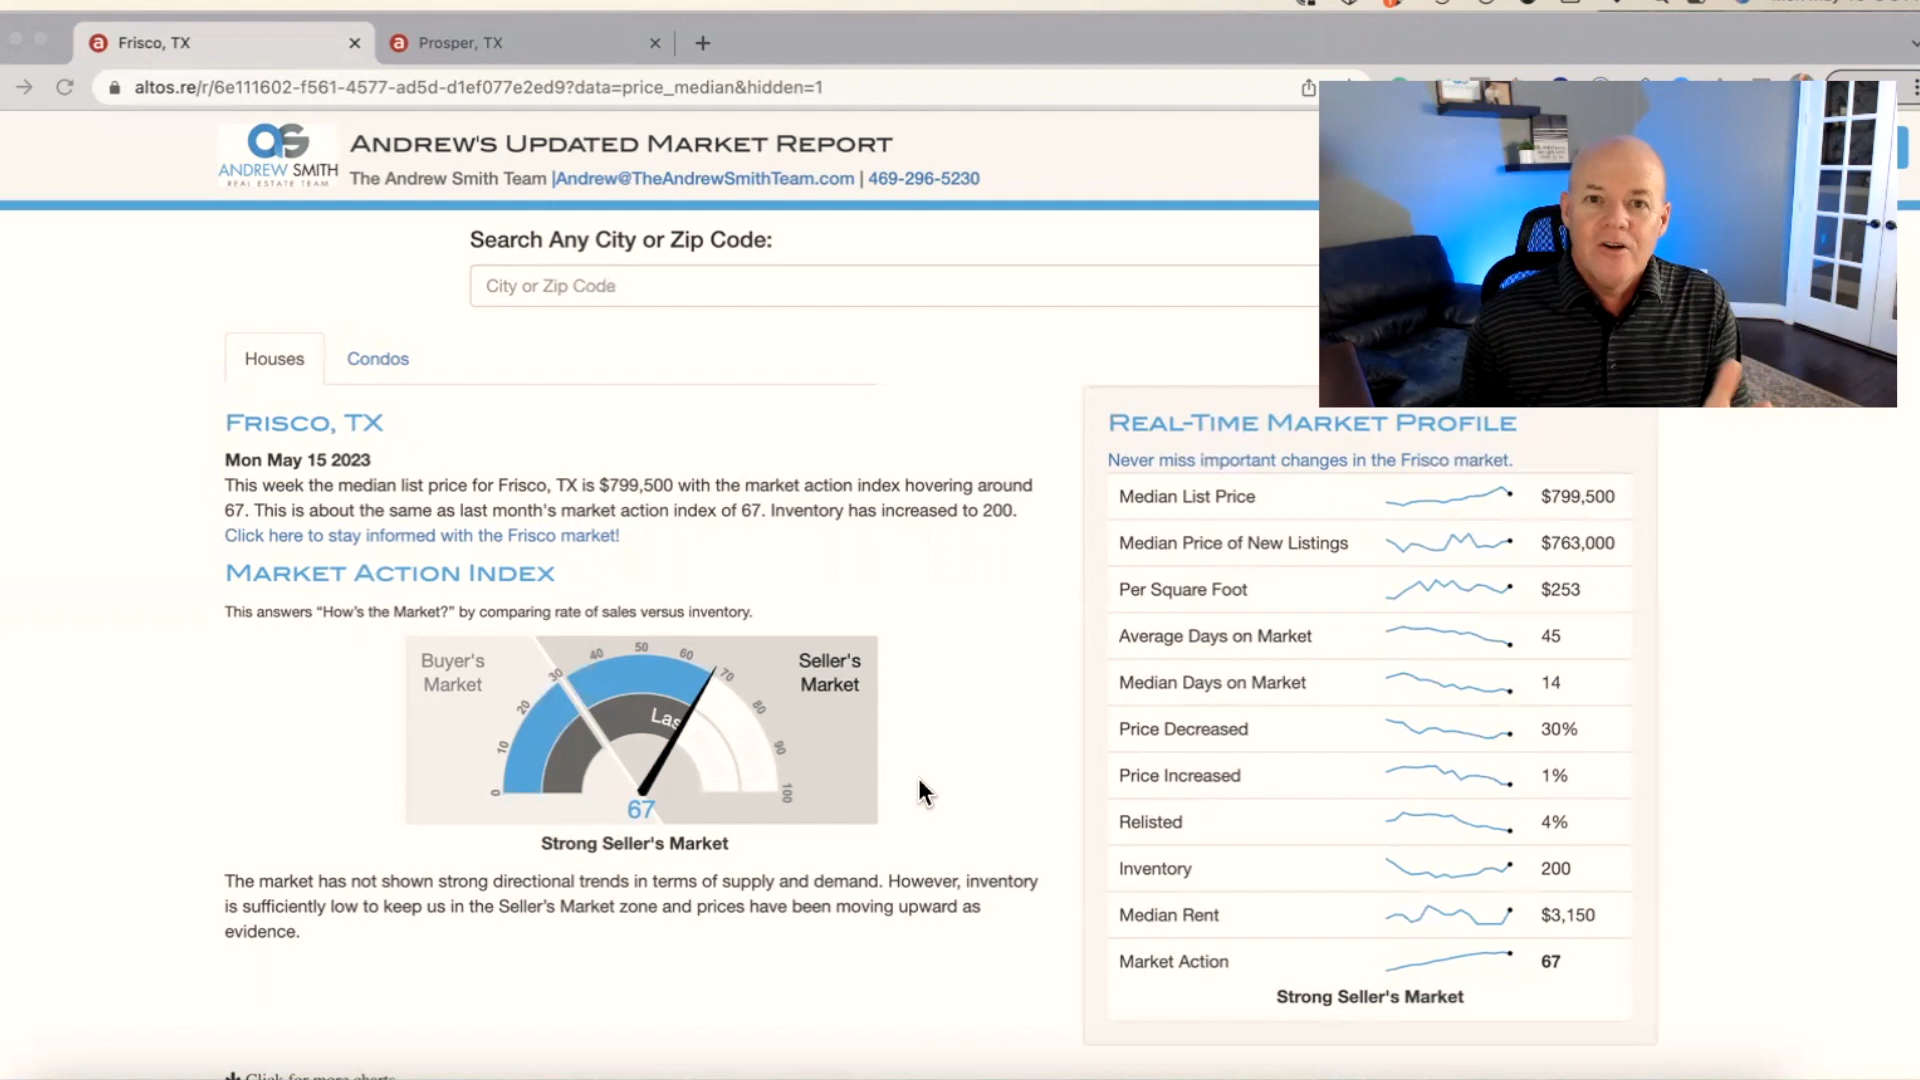 Frisco, TX
Prosper, TX
altos.re/r/6e111602-f561-4577-ad5d-d1ef077e2ed9?data=price_median&hidden=1
ANDREW SMITH
REAL ESTATE TEAM
ANDREW'S UPDATED MARKET REPORT
The Andrew Smith Team |Andrew@TheAndrewSmithTeam.com | 469-296-5230
Search Any City or Zip Code:
City or Zip Code
Houses
Condos
FRISCO, TX
Mon May 15 2023
This week the median list price for Frisco, TX is $799,500 with the market action index hovering around
67. This is about the same as last month's market action index of 67. Inventory has increased to 200.
Click here to stay informed with the Frisco market!
MARKET ACTION INDEX
This answers “How's the Market?” by comparing rate of sales versus inventory.
Buyer's
Market
Seller's
Market
0
10
20
30
40
50
60
70
80
90
100
Las
67
Strong Seller's Market
The market has not shown strong directional trends in terms of supply and demand. However, inventory
is sufficiently low to keep us in the Seller’s Market zone and prices have been moving upward as
evidence.
Click for more charts
REAL-TIME MARKET PROFILE
Never miss important changes in the Frisco market.
Median List Price $799,500
Median Price of New Listings $763,000
Per Square Foot $253
Average Days on Market 45
Median Days on Market 14
Price Decreased 30%
Price Increased 1%
Relisted 4%
Inventory 200
Median Rent $3,150
Market Action 67
Strong Seller's Market